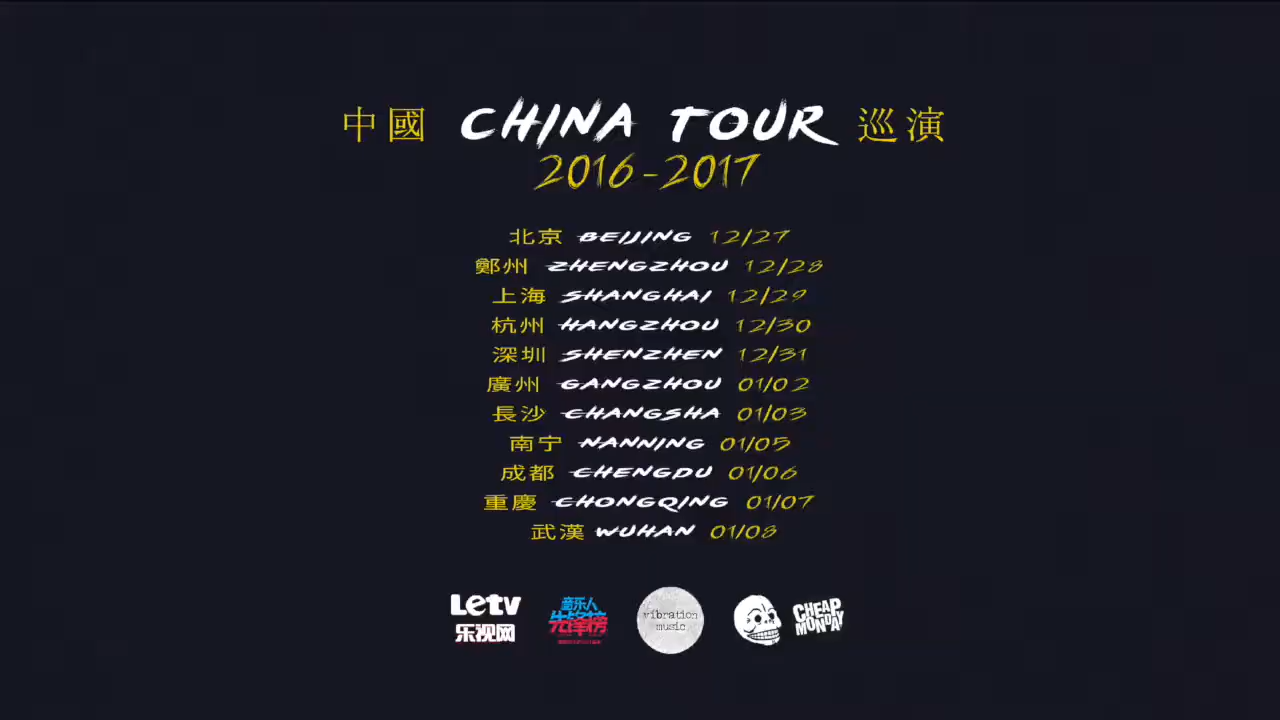 中國 CHINA TOUR 巡演
2016-2017
北京 BEIJING 12/27
鄭州 ZHENGZHOU 12/28
上海 SHANGHAI 12/29
杭州 HANGZHOU 12/30
深圳 SHENZHEN 12/31
廣州 GANGZHOU 01/02
長沙 CHANGSHA 01/03
南宁 NANNING 01/05
成都 CHENGDU 01/06
重慶 CHONGQING 01/07
武漢 WUHAN 01/08
Letv
乐视网
音乐人
先锋榜
vibration
music
CHEAP
MONDAY